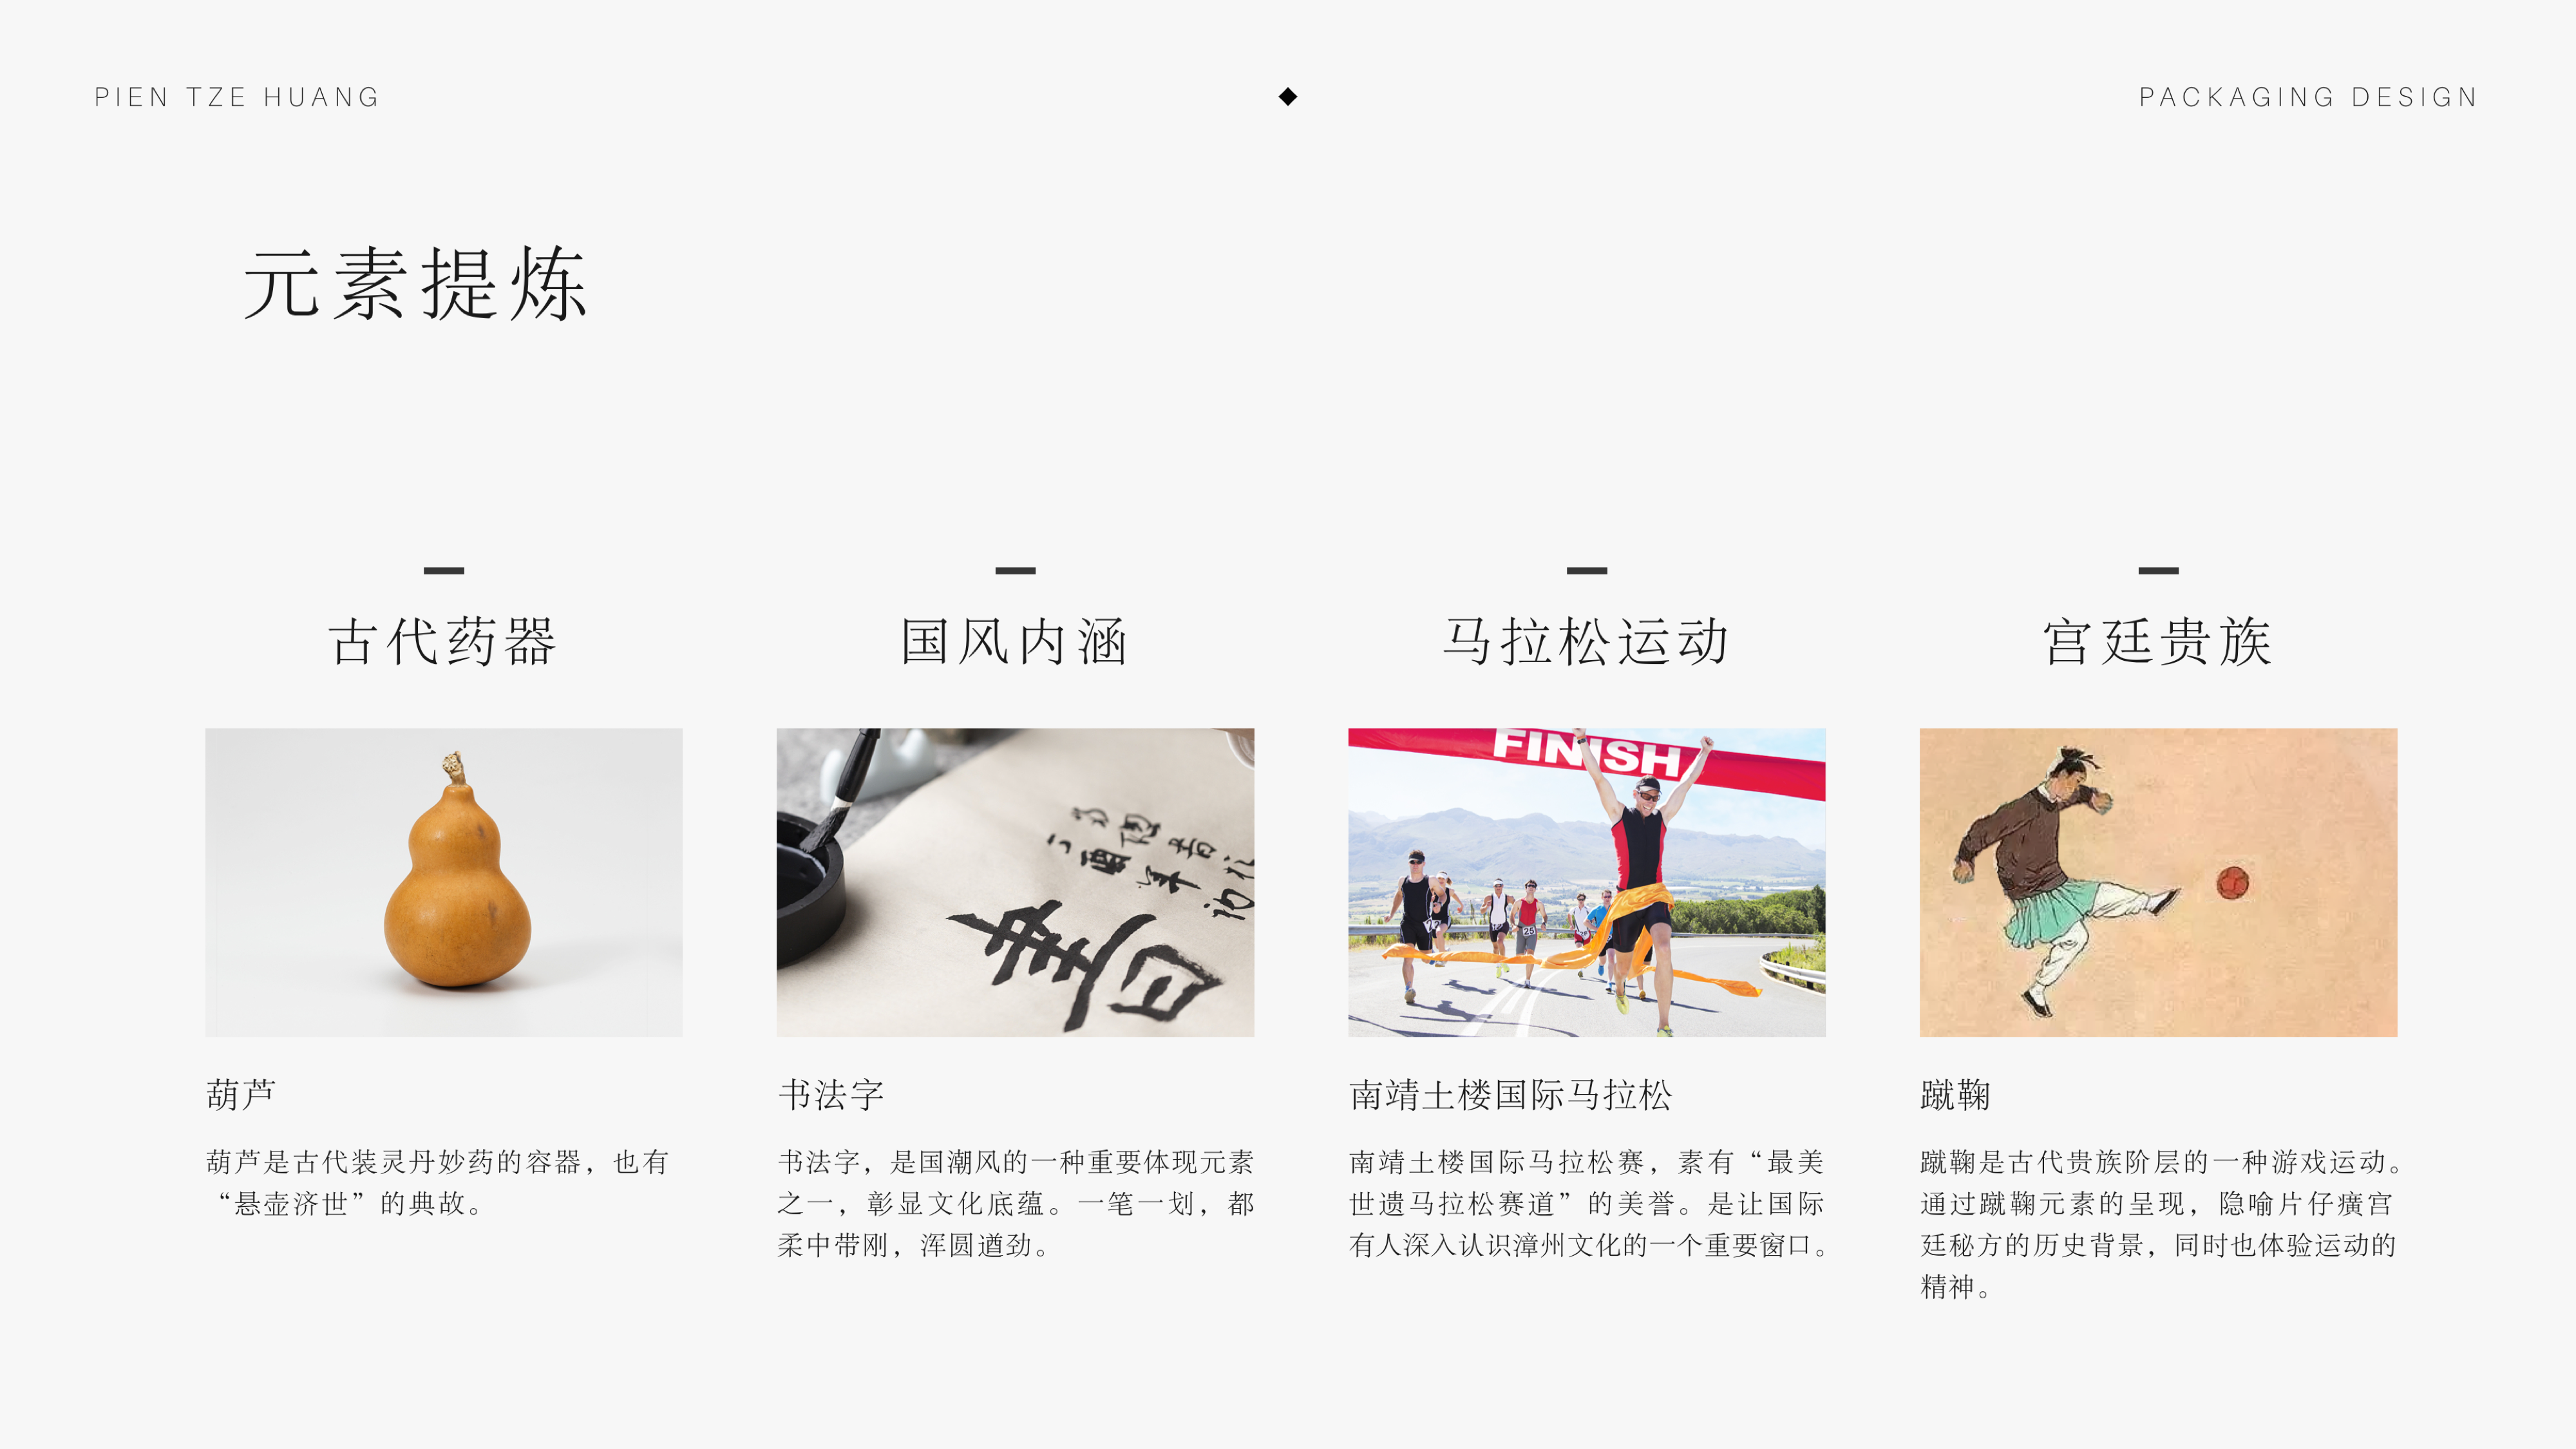 PIEN TZE HUANG
PACKAGING DESIGN
元素提炼
古代药器
国风内涵
马拉松运动
宫廷贵族
FINISH
22
25
葫芦
葫芦是古代装灵丹妙药的容器，也有
“悬壶济世”的典故。
书法字
书法字，是国潮风的一种重要体现元素
之一，彰显文化底蕴。一笔一划，都
柔中带刚，浑圆遒劲。
南靖土楼国际马拉松
南靖土楼国际马拉松赛，素有“最美
世遗马拉松赛道”的美誉。是让国际
有人深入认识漳州文化的一个重要窗口。
蹴鞠
蹴鞠是古代贵族阶层的一种游戏运动。
通过蹴鞠元素的呈现，隐喻片仔癀宫
廷秘方的历史背景，同时也体验运动的
精神。